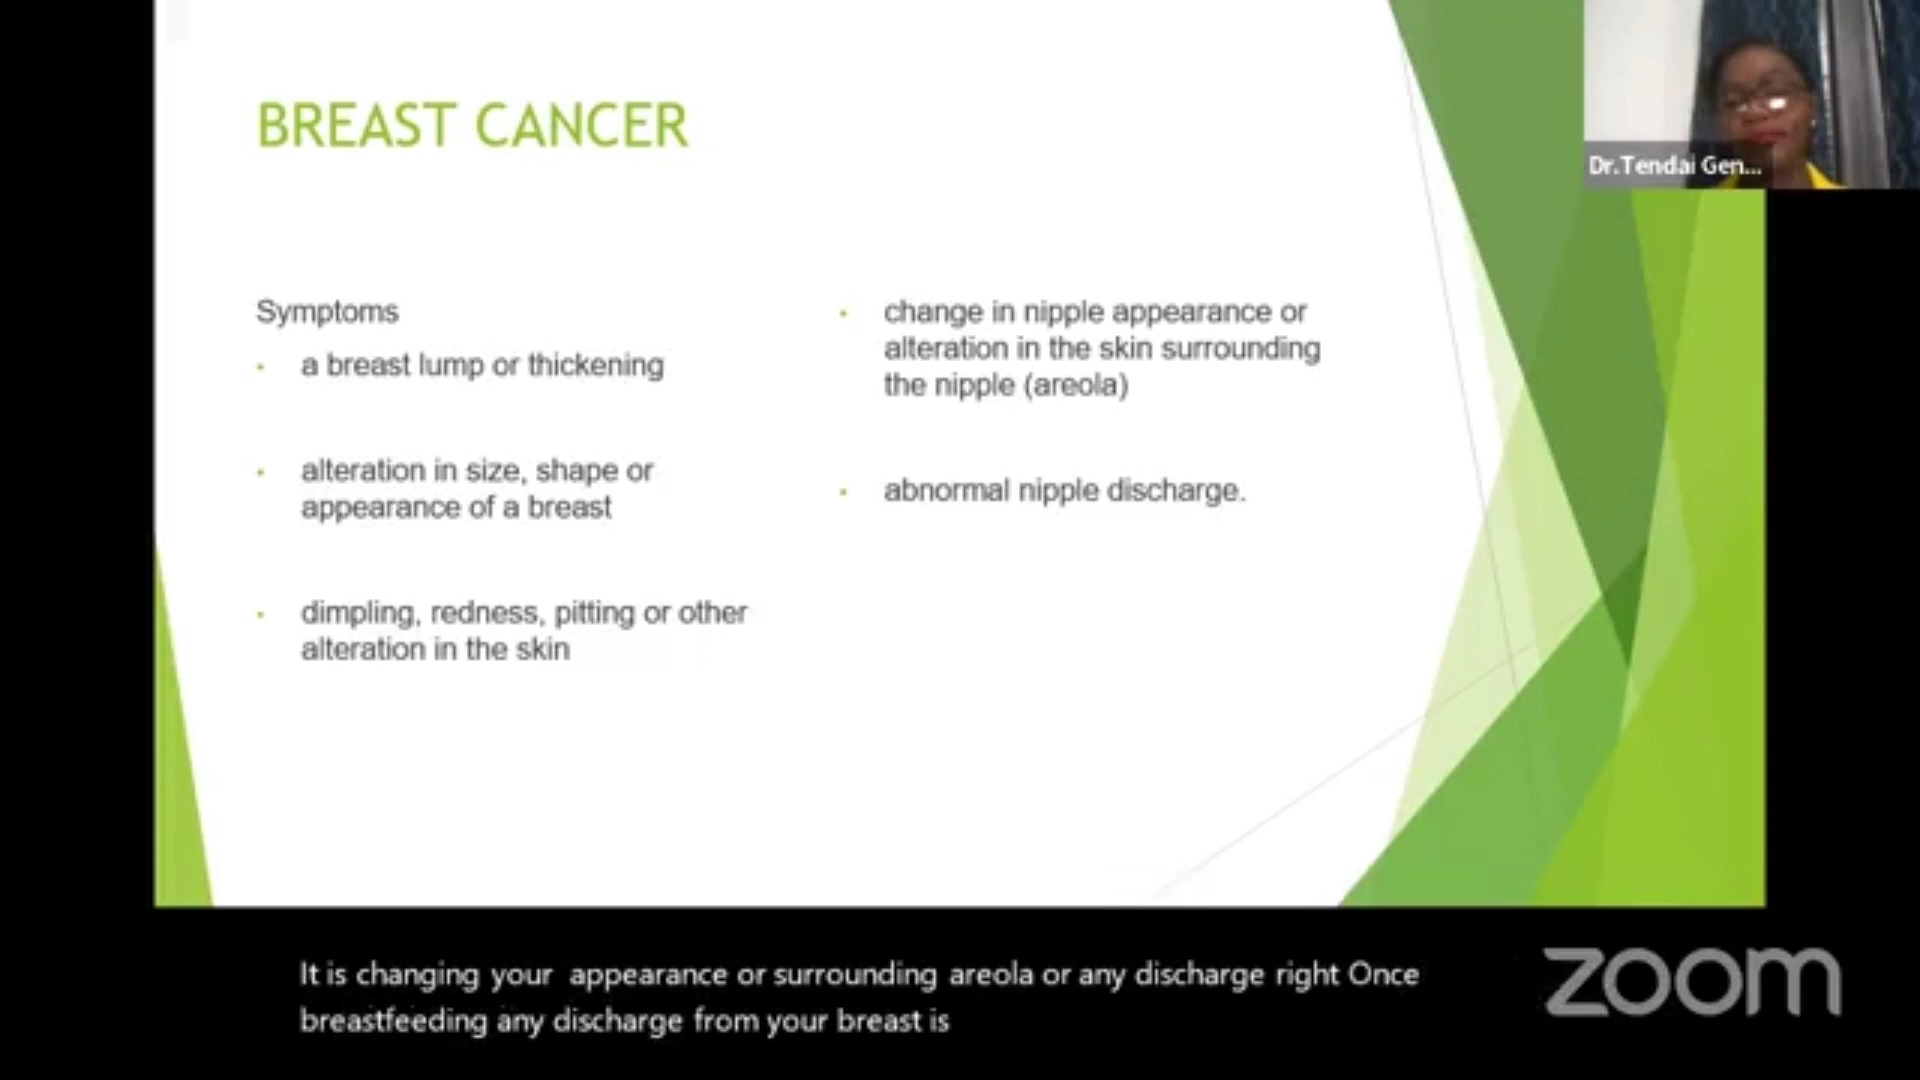 BREAST CANCER
Dr.Tendai Gen...
Symptoms
a breast lump or thickening
alteration in size, shape or
appearance of a breast
dimpling, redness, pitting or other
alteration in the skin
change in nipple appearance or
alteration in the skin surrounding
the nipple (areola)
abnormal nipple discharge.
It is changing your appearance or surrounding areola or any discharge right Once
breastfeeding any discharge from your breast is
zoom